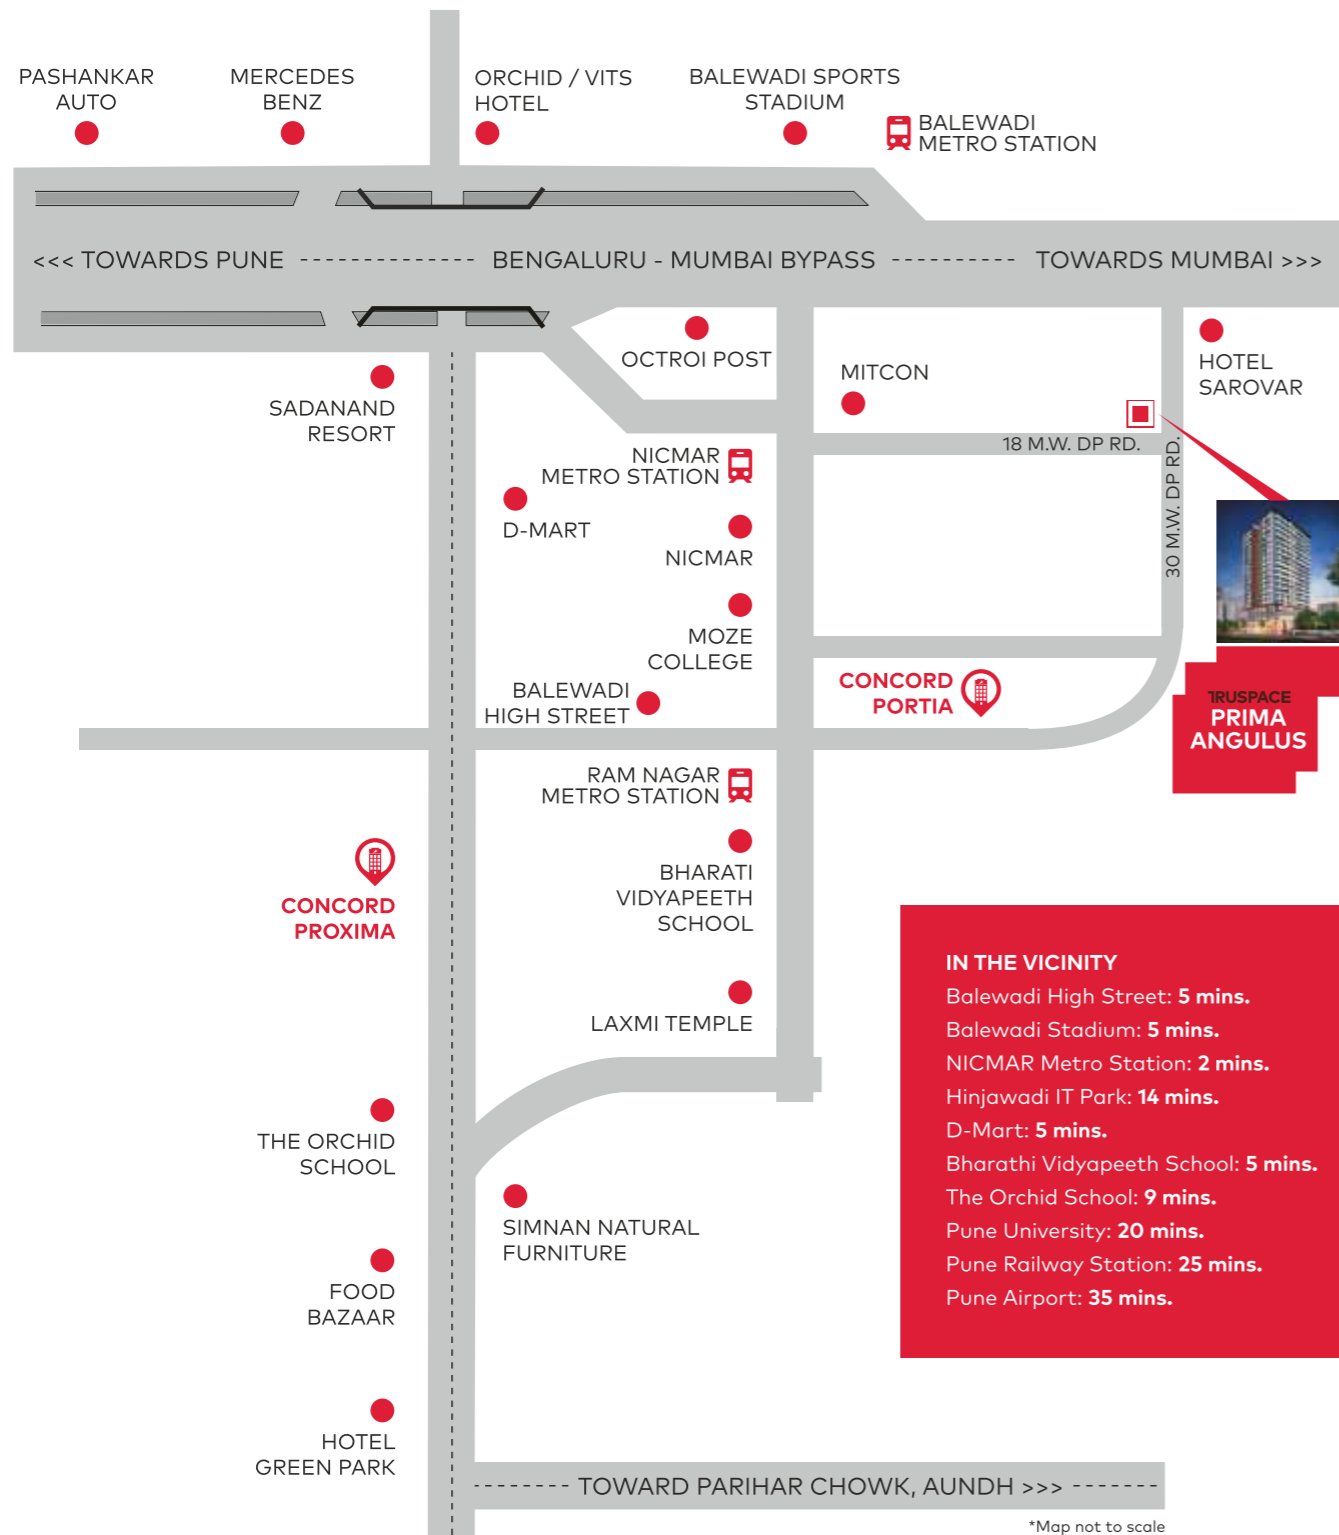 PASHANKAR
AUTO
MERCEDES
BENZ
ORCHID / VITS
HOTEL
BALEWADI SPORTS
STADIUM
BALEWADI
METRO STATION
<<< TOWARDS PUNE ------------- BENGALURU - MUMBAI BYPASS ---------- TOWARDS MUMBAI >>>
OCTROI POST
MITCON
HOTEL
SAROVAR
SADANAND
RESORT
18 M.W. DP RD.
30 M.W. DP RD.
NICMAR
METRO STATION
D-MART
NICMAR
MOZE
COLLEGE
BALEWADI
HIGH STREET
CONCORD
PORTIA
TRUSPACE
PRIMA
ANGULUS
RAM NAGAR
METRO STATION
BHARATI
VIDYAPEETH
SCHOOL
CONCORD
PROXIMA
LAXMI TEMPLE
THE ORCHID
SCHOOL
SIMNAN NATURAL
FURNITURE
FOOD
BAZAAR
HOTEL
GREEN PARK
IN THE VICINITY
Balewadi High Street: 5 mins.
Balewadi Stadium: 5 mins.
NICMAR Metro Station: 2 mins.
Hinjawadi IT Park: 14 mins.
D-Mart: 5 mins.
Bharathi Vidyapeeth School: 5 mins.
The Orchid School: 9 mins.
Pune University: 20 mins.
Pune Railway Station: 25 mins.
Pune Airport: 35 mins.
-------- TOWARD PARIHAR CHOWK, AUNDH >>> -------
*Map not to scale